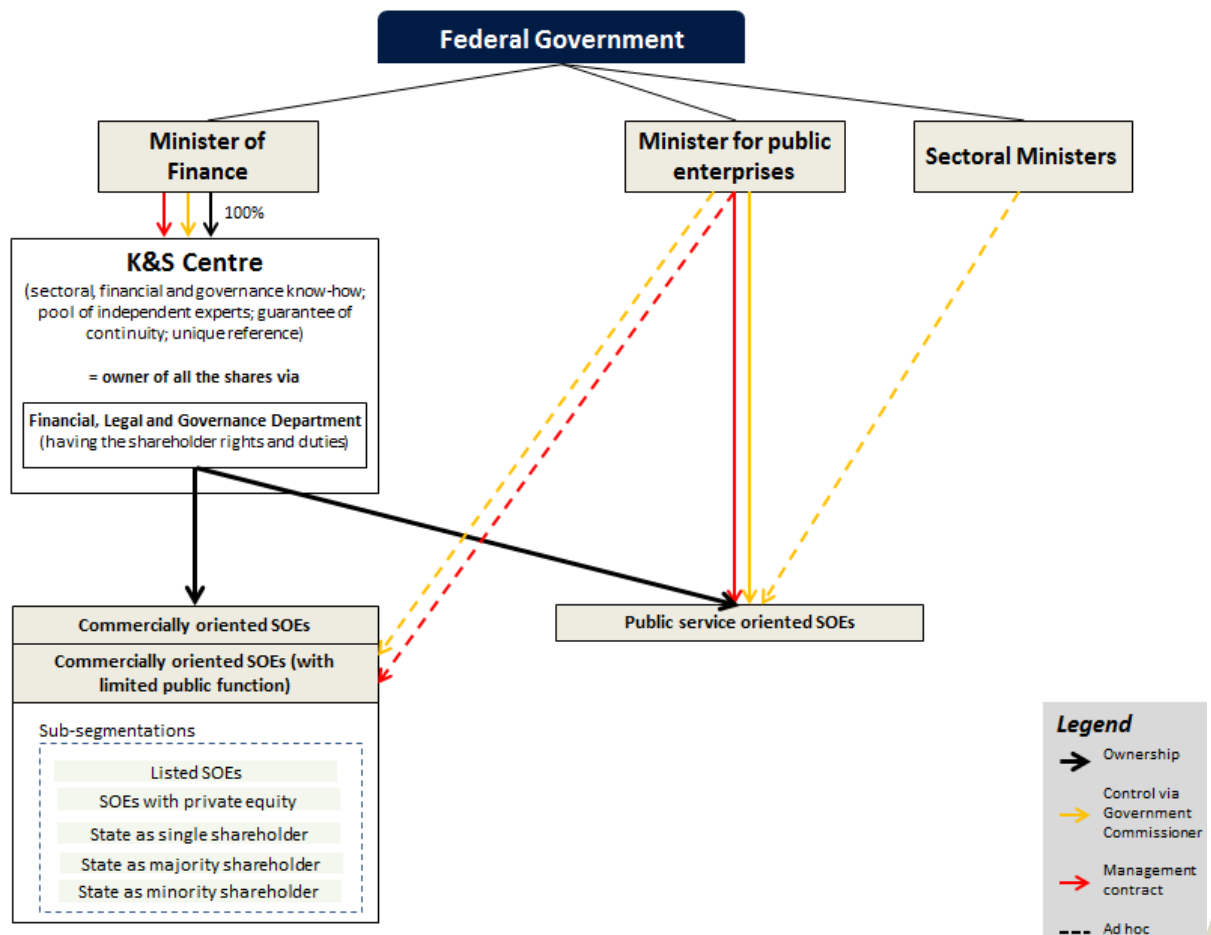 Federal Government
Minister of
Finance
Minister for public
enterprises
Sectoral Ministers
100%
K&S Centre
(sectoral, financial and governance know-how;
pool of independent experts; guarantee of
continuity; unique reference)
= owner of all the shares via
Financial, Legal and Governance Department
(having the shareholder rights and duties)
Commercially oriented SOEs
Commercially oriented SOEs (with
limited public function)
Public service oriented SOEs
Sub-segmentations
Listed SOEs
SOEs with private equity
State as single shareholder
State as majority shareholder
State as minority shareholder
Legend
Ownership
Control via
Government
Commissioner
Management
contract
Ad hoc